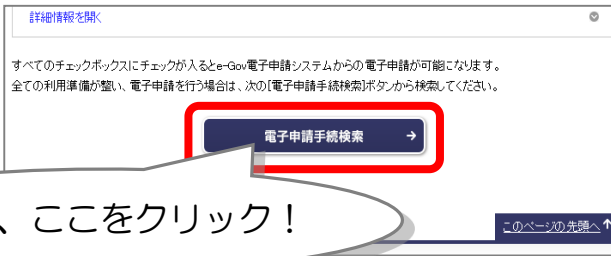 詳細情報を開く
すべてのチェックボックスにチェックが入るとe-Gov電子申請システムからの電子申請が可能になります。
全ての利用準備が整い、電子申請を行う場合は、次の[電子申請手続検索]ボタンから検索してください。
電子申請手続検索 →
、ここをクリック！
このページの先頭へ↑